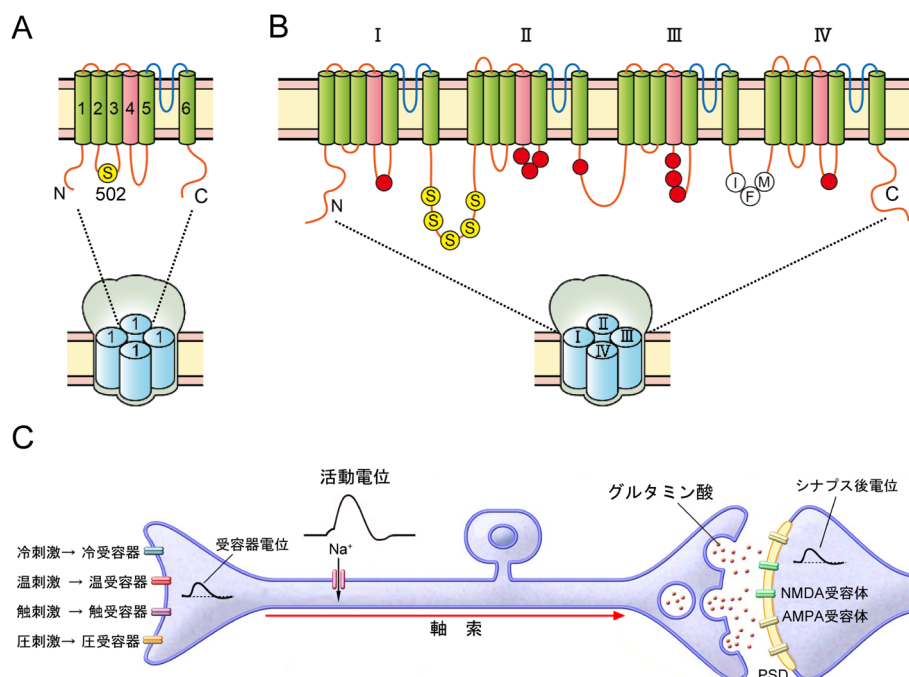 A
1 2 3 4 5 6
S
502
N
C
1
1
1
1
B
I
II
III
IV
S
S
S
S
S
I
F
M
N
C
II
I
III
IV
C
活動電位
Na⁺
受容器電位
冷刺激→ 冷受容器
温刺激→ 温受容器
触刺激→ 触受容器
圧刺激→ 圧受容器
軸 索
グルタミン酸
シナプス後電位
NMDA受容体
AMPA受容体
PSD